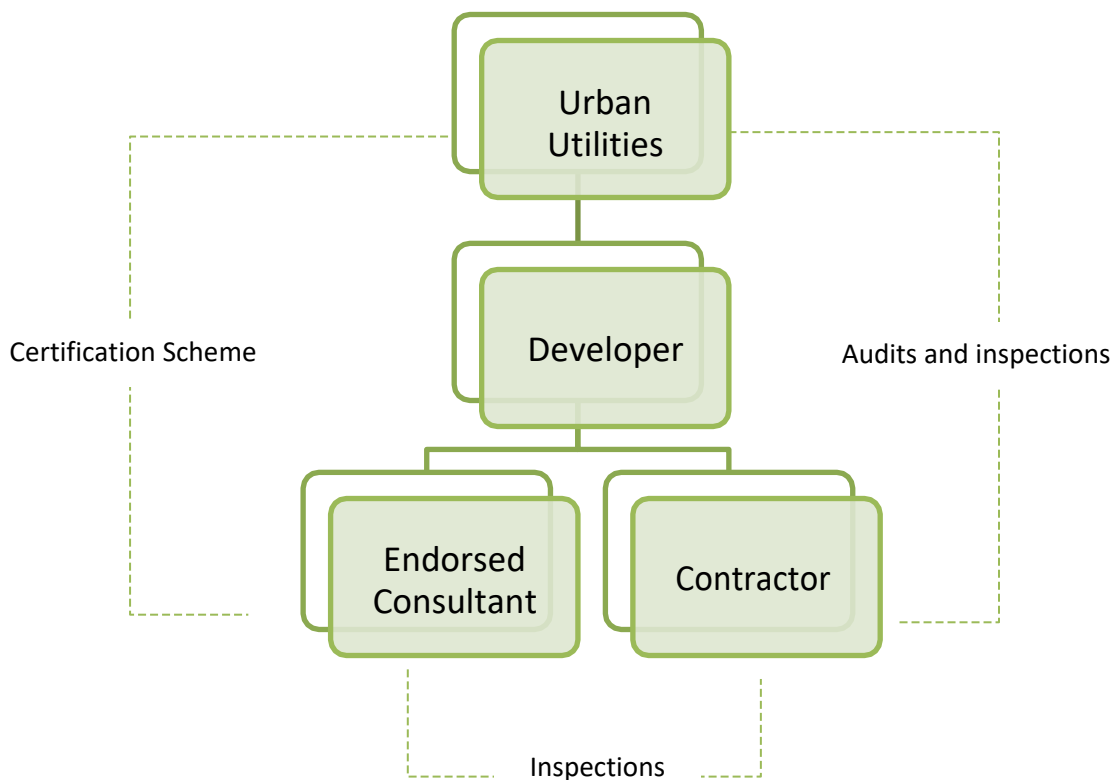 Urban
Utilities
Developer
Certification Scheme
Audits and inspections
Endorsed
Consultant
Contractor
Inspections